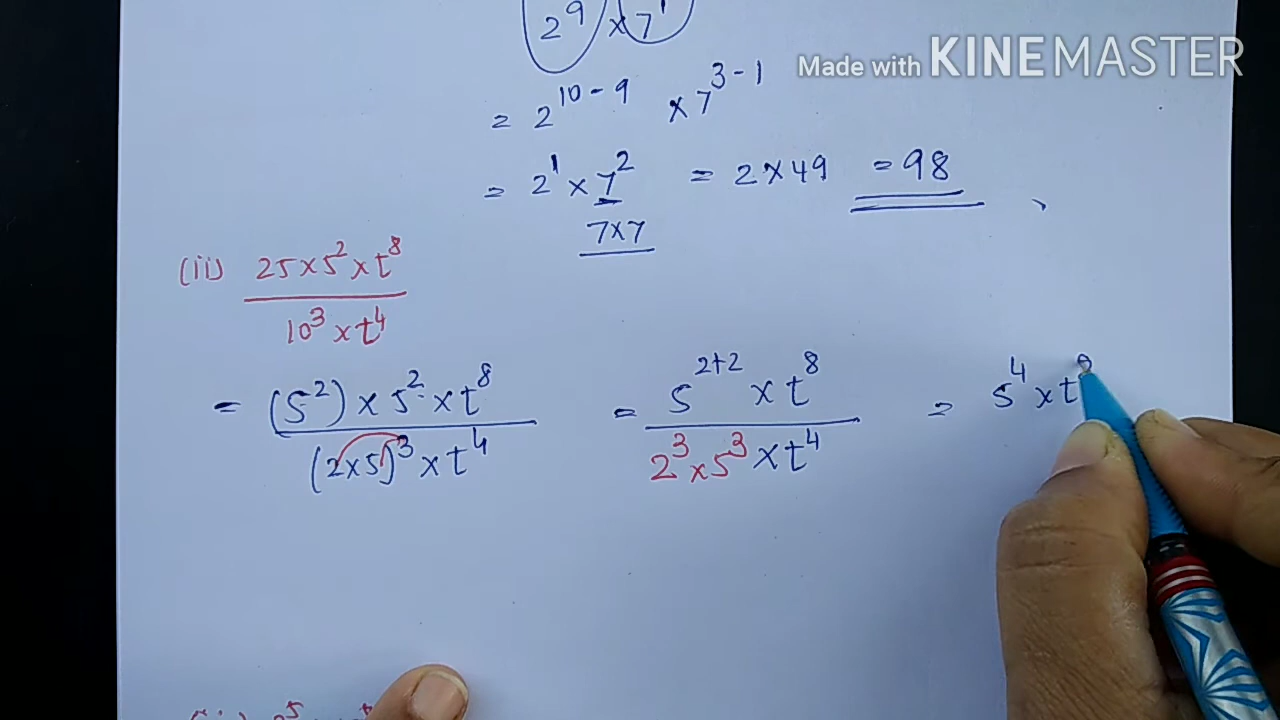 2⁹ × 7¹
Made with KINEMASTER
= 2¹⁰⁻⁹ × 7³⁻¹
= 2¹ × 7² = 2 × 49 = 98
7×7
(ii) 25 × 5² × t⁸
10³ × t⁴
= (5²) × 5² × t⁸ = 5²⁺² × t⁸ = 5⁴ × t⁸
(2×5)³ × t⁴ 2³ × 5³ × t⁴